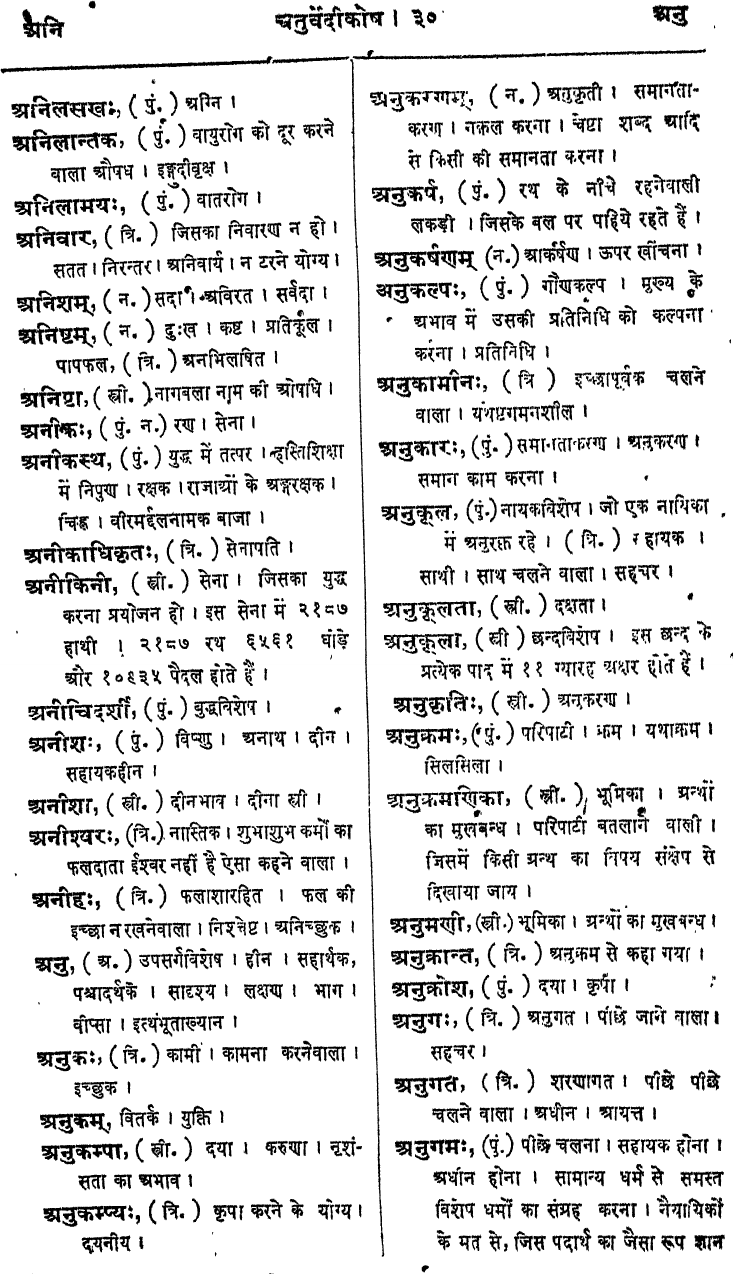 अनि
चतुर्वेदीकोष । ३०
अनु
अनिलसखः, (पुं.) अग्नि ।
अनिलान्तक, (पुं.) वायुरोग को दूर करने
वाला औषध । इङ्गुदीवृक्ष ।
अनिलामयः, (पुं.) वातरोग ।
अनिवार, (त्रि.) जिसका निवारण न हो ।
सतत । निरन्तर । अनिवार्य । न टरने योग्य ।
अनिशम्, (न.) सदा । अविरत । सर्वदा ।
अनिष्टम्, (न.) दुःख । कष्ट । प्रतिकूल ।
पापफल, (त्रि.) अनभिलषित ।
अनिष्टा, (स्त्री.) नागबला नाम की ओषधि ।
अनीकः, (पुं. न.) रण । सेना ।
अनीकस्थ, (पुं.) युद्ध में तत्पर । हस्तिशिक्षा
में निपुण । रक्षक । राजाओं के अङ्गरक्षक ।
चिह्न । वीरमर्द्दलनामक बाजा ।
अनीकाधिकृतः, (त्रि.) सेनापति ।
अनीकिनी, (स्त्री.) सेना । जिसका युद्ध
करना प्रयोजन हो । इस सेना में २१८७
हाथी । २१८७ रथ ६५६१ घोड़े
और १०९३५ पैदल होते हैं ।
अनीचिदर्शी, (पुं.) बुद्धविशेष ।
अनीशः, (पुं.) विष्णु । अनाथ । दीन ।
सहायकहीन ।
अनीशा, (स्त्री.) दीनभाव । दीना स्त्री ।
अनीश्वरः, (त्रि.) नास्तिक । शुभाशुभ कर्मों का
फलदाता ईश्वर नहीं है ऐसा कहने वाला ।
अनीहः, (त्रि.) फलाशारहित । फल की
इच्छा न रखनेवाला । निश्चेष्ट । अनिच्छुक ।
अनु, (अ.) उपसर्गविशेष । हीन । सहार्थक,
पश्चादर्थके । सादृश्य । लक्षण । भाग ।
वीप्सा । इत्थंभूताख्यान ।
अनुकः, (त्रि.) कामी । कामना करनेवाला ।
इच्छुक ।
अनुकम्, वितर्क । युक्ति ।
अनुकम्पा, (स्त्री.) दया । करुणा । नृशं-
सता का अभाव ।
अनुकम्प्यः, (त्रि.) कृपा करने के योग्य ।
दयनीय ।
अनुकरणम्, (न.) अनुकृती । समानता-
करण । नक़ल करना । चेष्टा शब्द आदि
से किसी की समानता करना ।
अनुकर्ष, (पुं.) रथ के नीचे रहनेवाली
लकड़ी । जिसके बल पर पहिये रहते हैं ।
अनुकर्षणम् (न.) आकर्षण । ऊपर खींचना ।
अनुकल्पः, (पुं.) गौणकल्प । मुख्य के
अभाव में उसकी प्रतिनिधि को कल्पना
करना । प्रतिनिधि ।
अनुकामीनः, (त्रि) इच्छापूर्वक चलने
वाला । यथेष्टगमनशील ।
अनुकारः, (पुं.) समानताकरण । अनुकरण ।
समान काम करना ।
अनुकूल, (पुं.) नायकविशेष । जो एक नायिका
में अनुरक्त रहे । (त्रि.) सहायक ।
साथी । साथ चलने वाला । सहचर ।
अनुकूलता, (स्त्री.) दक्षता ।
अनुकूला, (स्त्री) छन्दविशेष । इस छन्द के
प्रत्येक पाद में ११ ग्यारह अक्षर होते हैं ।
अनुकृतिः, (स्त्री.) अनुकरण ।
अनुक्रमः, (पुं.) परिपाटी । क्रम । यथाक्रम ।
सिलसिला ।
अनुक्रमणिका, (स्त्री.), भूमिका । ग्रन्थों
का मुखबन्ध । परिपाटी बतलाने वाली ।
जिसमें किसी ग्रन्थ का विषय संक्षेप से
दिखाया जाय ।
अनुमणी, (स्त्री.) भूमिका । ग्रन्थों का मुखबन्ध ।
अनुक्रान्त, (त्रि.) अनुक्रम से कहा गया ।
अनुक्रोश, (पुं.) दया । कृपा ।
अनुगः, (त्रि.) अनुगत । पीछे जाने वाला ।
सहचर ।
अनुगत, (त्रि.) शरणागत । पीछे पीछे
चलने वाला । अधीन । आयत्त ।
अनुगमः, (पुं.) पीछे चलना । सहायक होना ।
अधीन होना । सामान्य धर्म से समस्त
विशेष धर्मों का संग्रह करना । नैयायिकों
के मत से, जिस पदार्थ का जैसा रूप ज्ञान